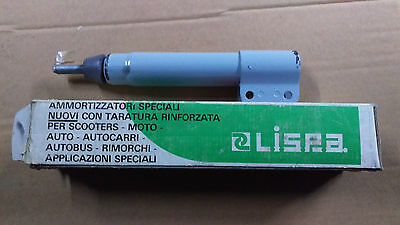 AMMORTIZZATORI SPECIALI
NUOVI CON TARATURA RINFORZATA
PER SCOOTERS - MOTO -
AUTO - AUTOCARRI -
AUTOBUS - RIMORCHI -
APPLICAZIONI SPECIALI
LISPA.